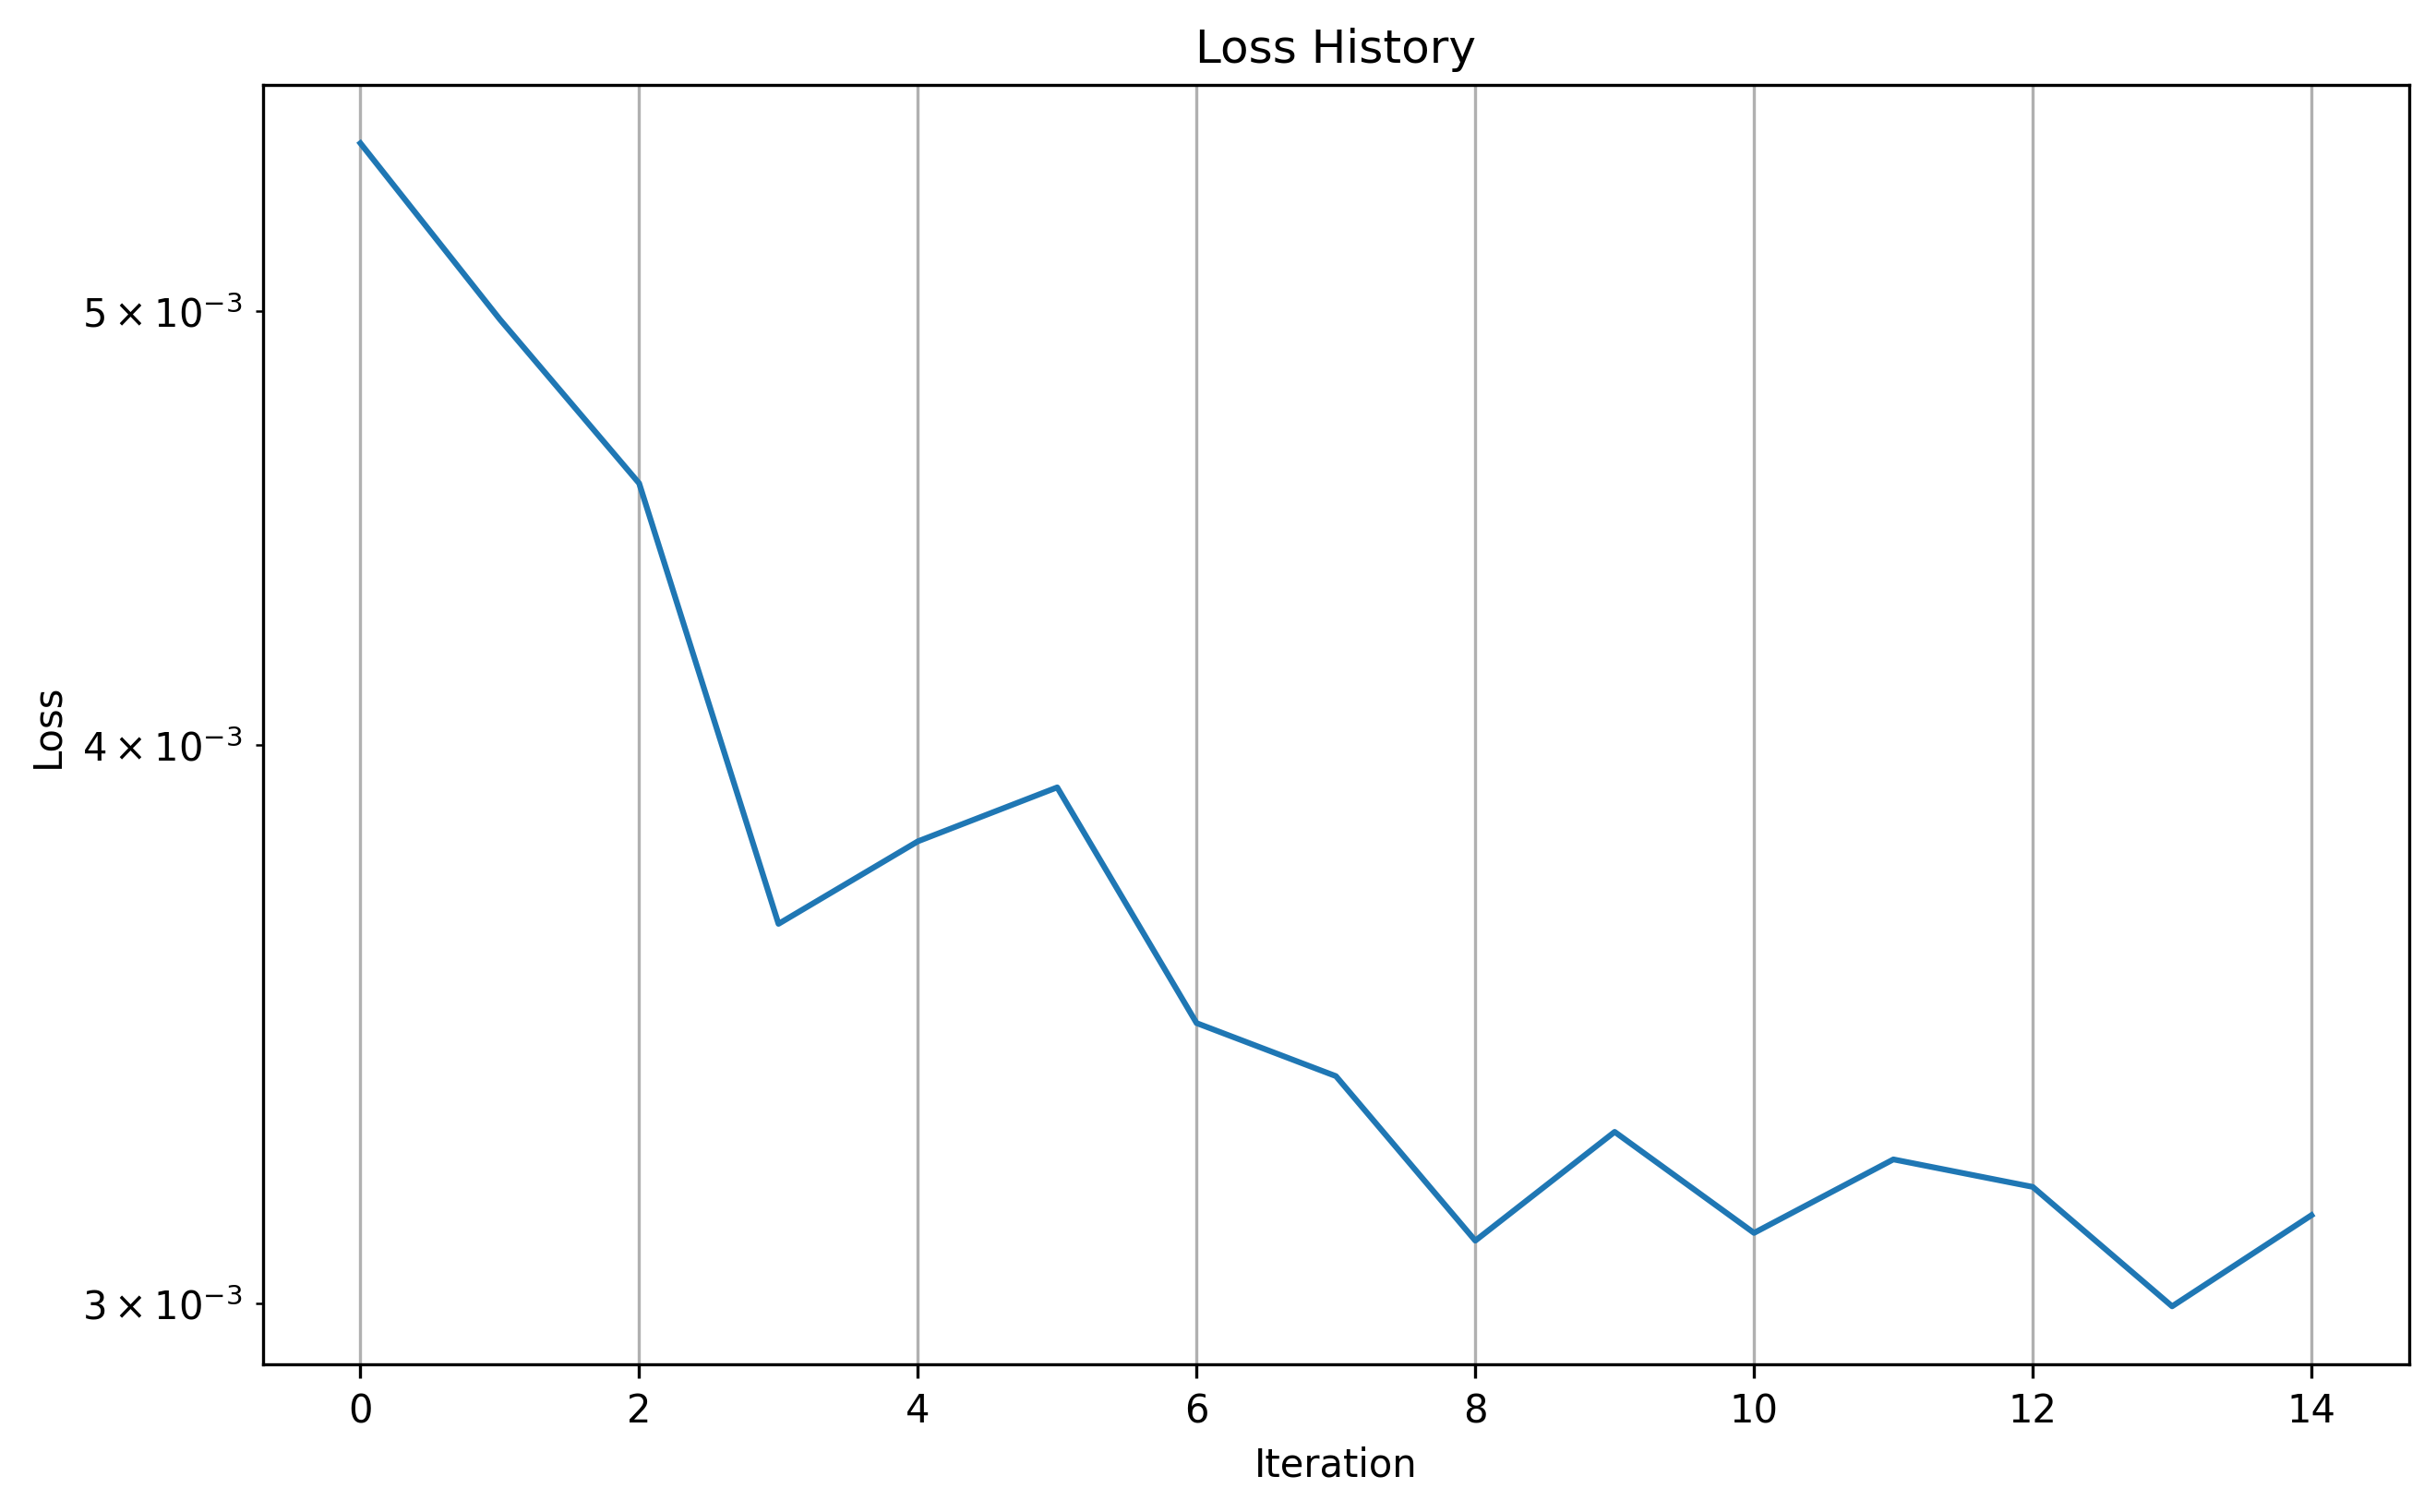 Loss History
Loss
5 × 10⁻³
4 × 10⁻³
3 × 10⁻³
0 2 4 6 8 10 12 14
Iteration